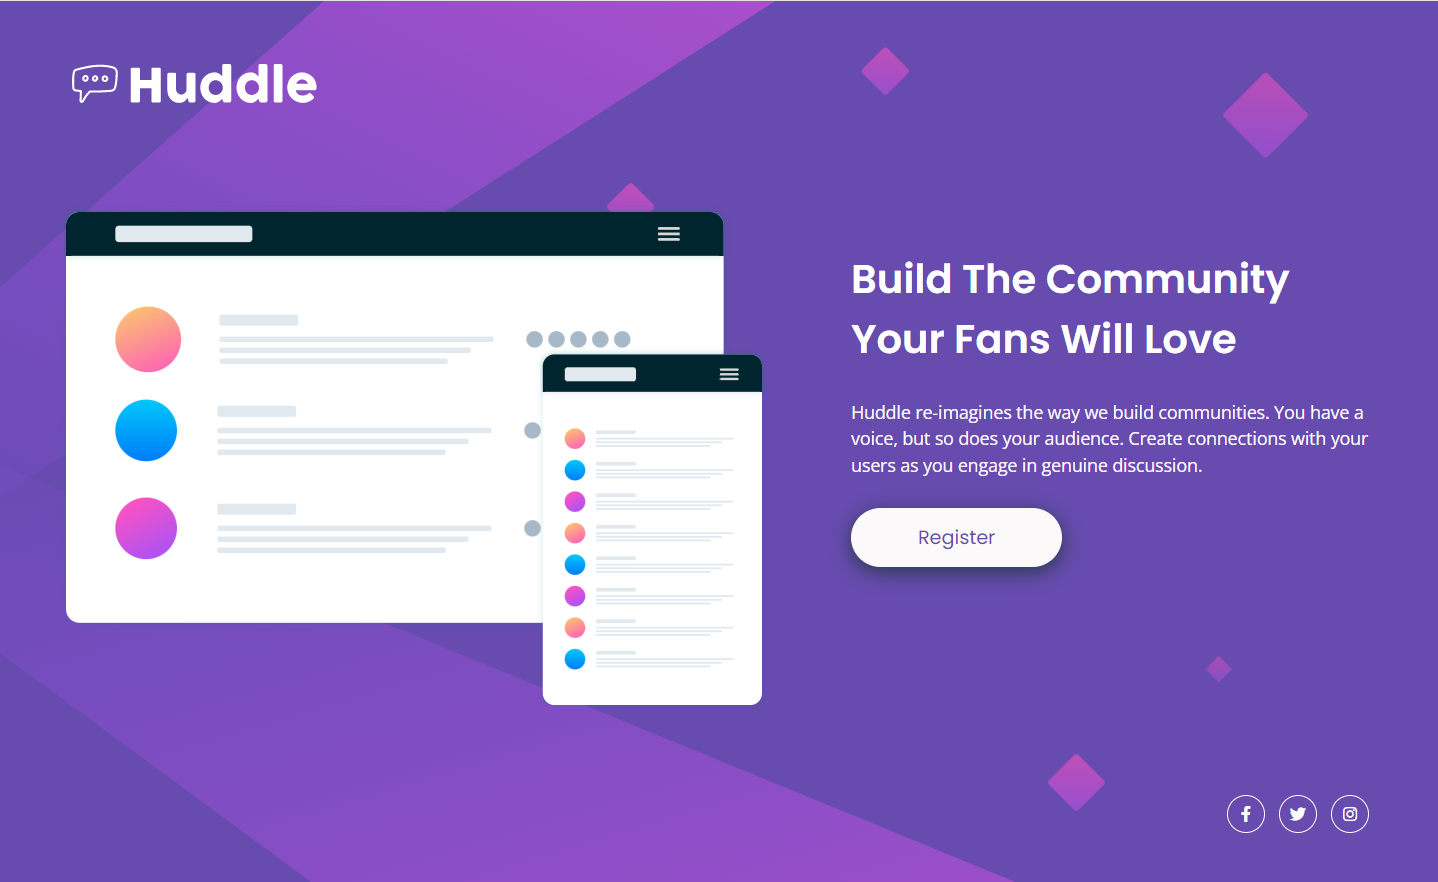 Huddle
Build The Community
Your Fans Will Love
Huddle re-imagines the way we build communities. You have a
voice, but so does your audience. Create connections with your
users as you engage in genuine discussion.
Register